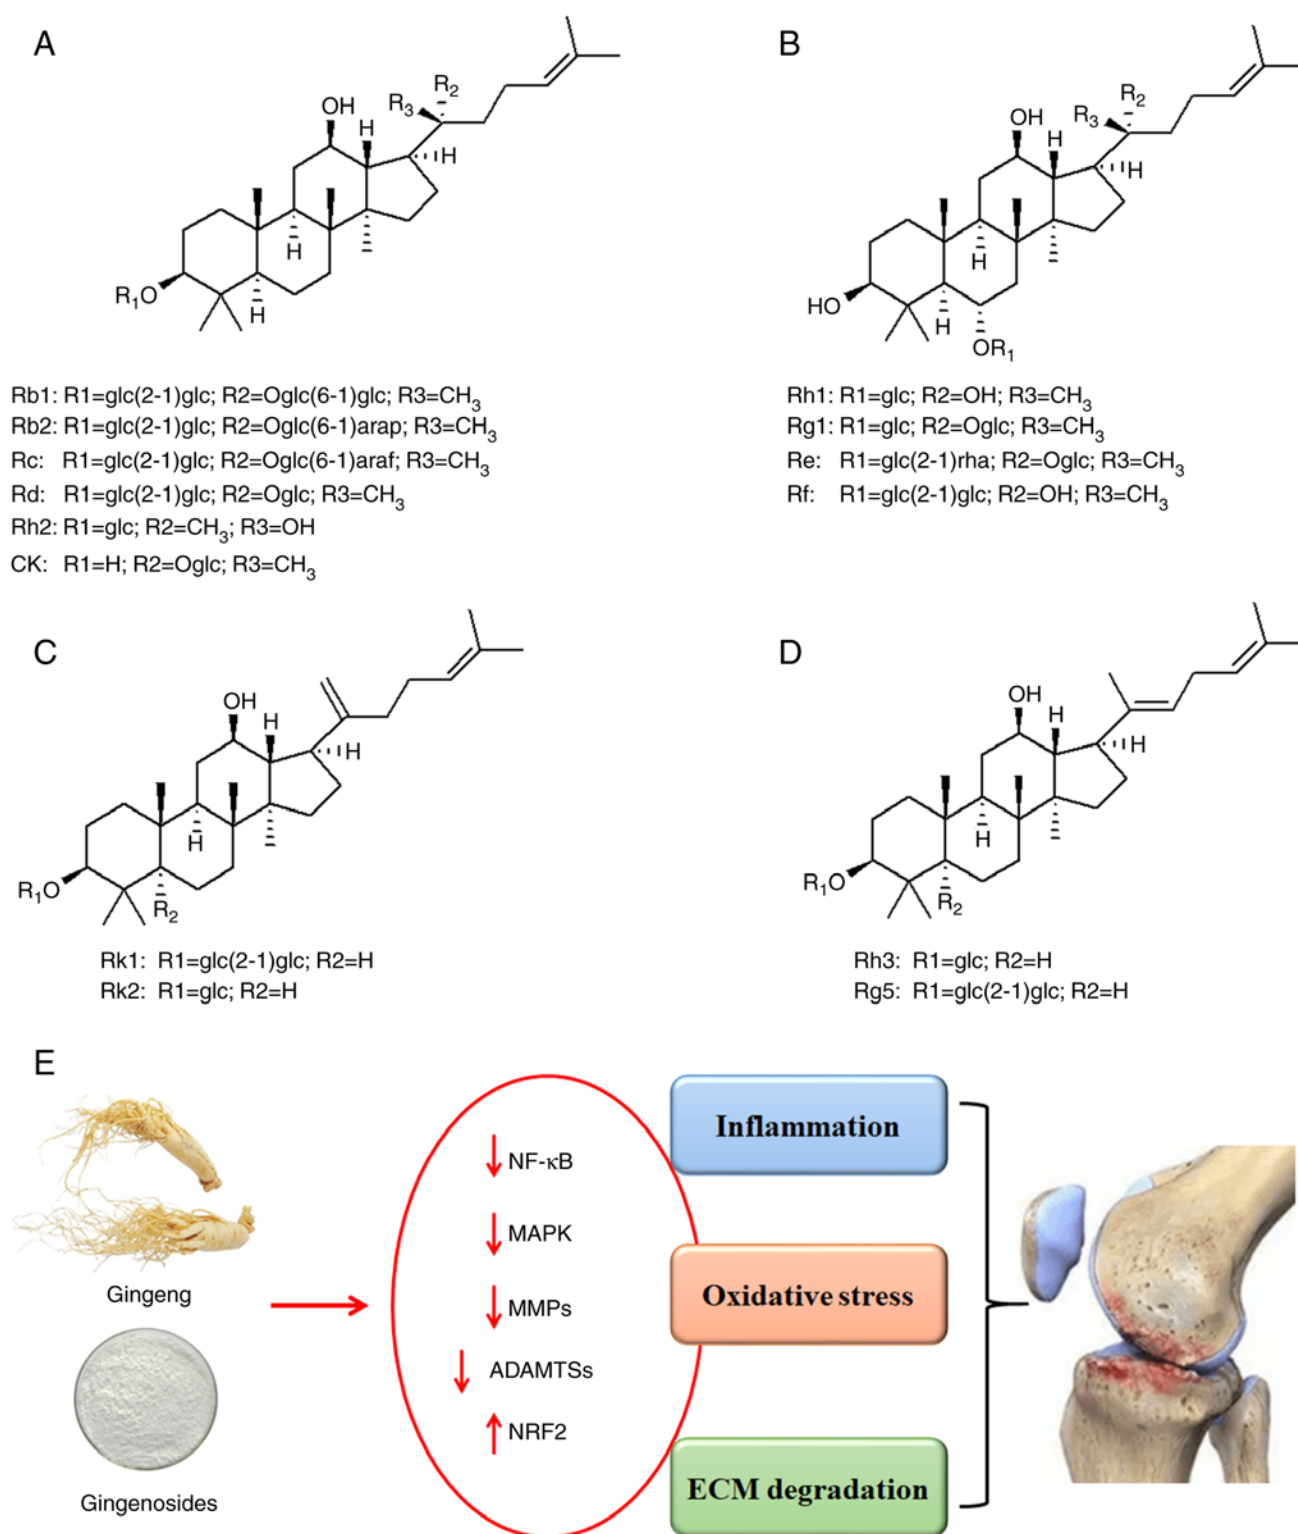 A
B
R₂
R₃
OH
H
H
H
R₁O
H
R₂
R₃
OH
H
H
H
HO
H
OR₁
Rb1: R1=glc(2-1)glc; R2=Oglc(6-1)glc; R3=CH₃
Rb2: R1=glc(2-1)glc; R2=Oglc(6-1)arap; R3=CH₃
Rc: R1=glc(2-1)glc; R2=Oglc(6-1)araf; R3=CH₃
Rd: R1=glc(2-1)glc; R2=Oglc; R3=CH₃
Rh2: R1=glc; R2=CH₃; R3=OH
CK: R1=H; R2=Oglc; R3=CH₃
Rh1: R1=glc; R2=OH; R3=CH₃
Rg1: R1=glc; R2=Oglc; R3=CH₃
Re: R1=glc(2-1)rha; R2=Oglc; R3=CH₃
Rf: R1=glc(2-1)glc; R2=OH; R3=CH₃
C
OH
H
H
H
R₁O
R₂
Rk1: R1=glc(2-1)glc; R2=H
Rk2: R1=glc; R2=H
D
OH
H
H
H
R₁O
R₂
Rh3: R1=glc; R2=H
Rg5: R1=glc(2-1)glc; R2=H
E
Gingeng
Gingenosides
↓ NF-κB
↓ MAPK
↓ MMPs
↓ ADAMTSs
↑ NRF2
Inflammation
Oxidative stress
ECM degradation